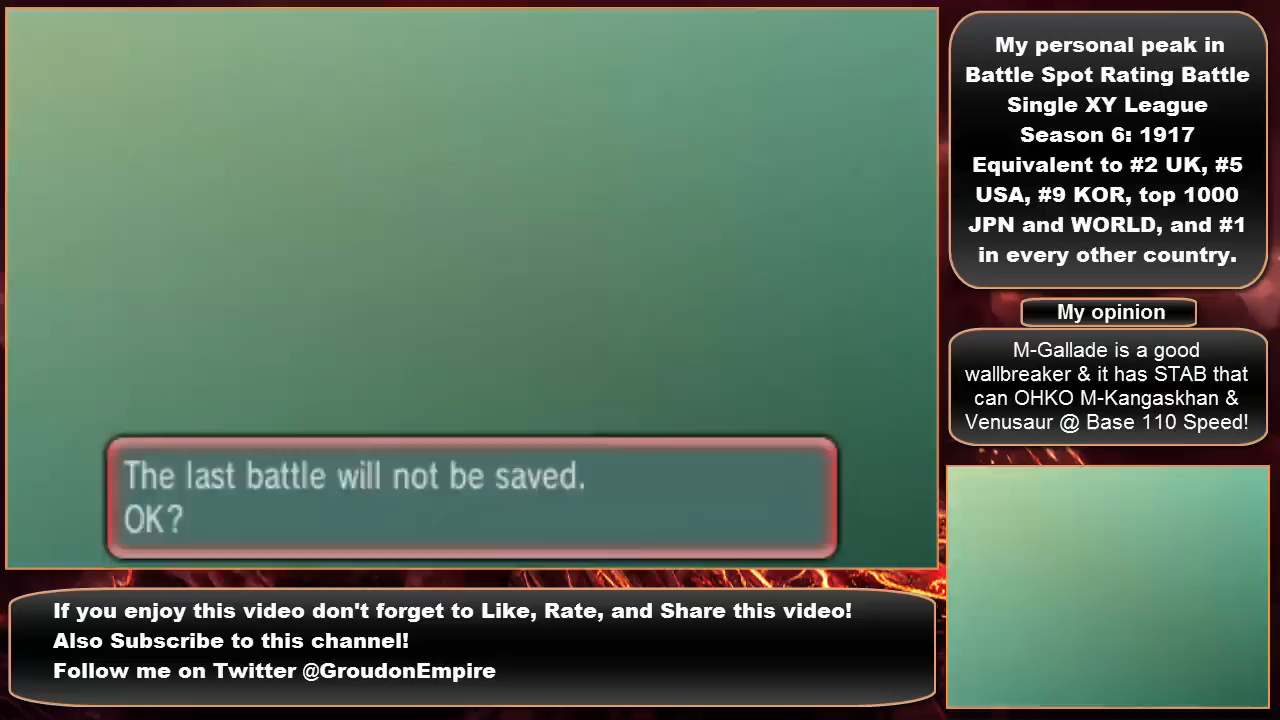 My personal peak in
Battle Spot Rating Battle
Single XY League
Season 6: 1917
Equivalent to #2 UK, #5
USA, #9 KOR, top 1000
JPN and WORLD, and #1
in every other country.
My opinion
M-Gallade is a good
wallbreaker & it has STAB that
can OHKO M-Kangaskhan &
Venusaur @ Base 110 Speed!
The last battle will not be saved.
OK?
If you enjoy this video don't forget to Like, Rate, and Share this video!
Also Subscribe to this channel!
Follow me on Twitter @GroudonEmpire